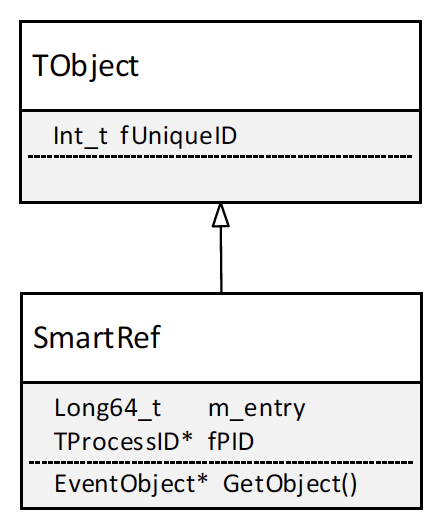 TObject
Int_t fUniqueID
SmartRef
Long64_t m_entry
TProcessID* fPID
EventObject* GetObject()